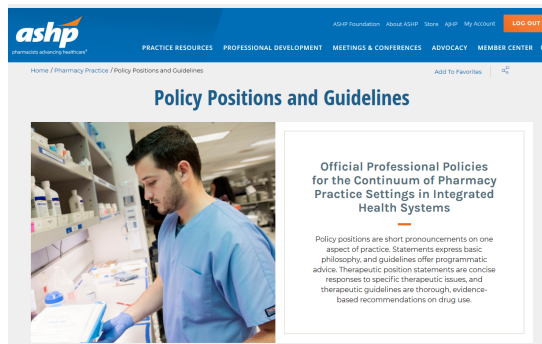 ashp
pharmacists advancing healthcare®
ASHP Foundation About ASHP Store AJHP My Account LOG OUT
PRACTICE RESOURCES PROFESSIONAL DEVELOPMENT MEETINGS & CONFERENCES ADVOCACY MEMBER CENTER
Home / Pharmacy Practice / Policy Positions and Guidelines
Add To Favorites
Policy Positions and Guidelines
Official Professional Policies
for the Continuum of Pharmacy
Practice Settings in Integrated
Health Systems
Policy positions are short pronouncements on one
aspect of practice. Statements express basic
philosophy, and guidelines offer programmatic
advice. Therapeutic position statements are concise
responses to specific therapeutic issues, and
therapeutic guidelines are thorough, evidence-
based recommendations on drug use.